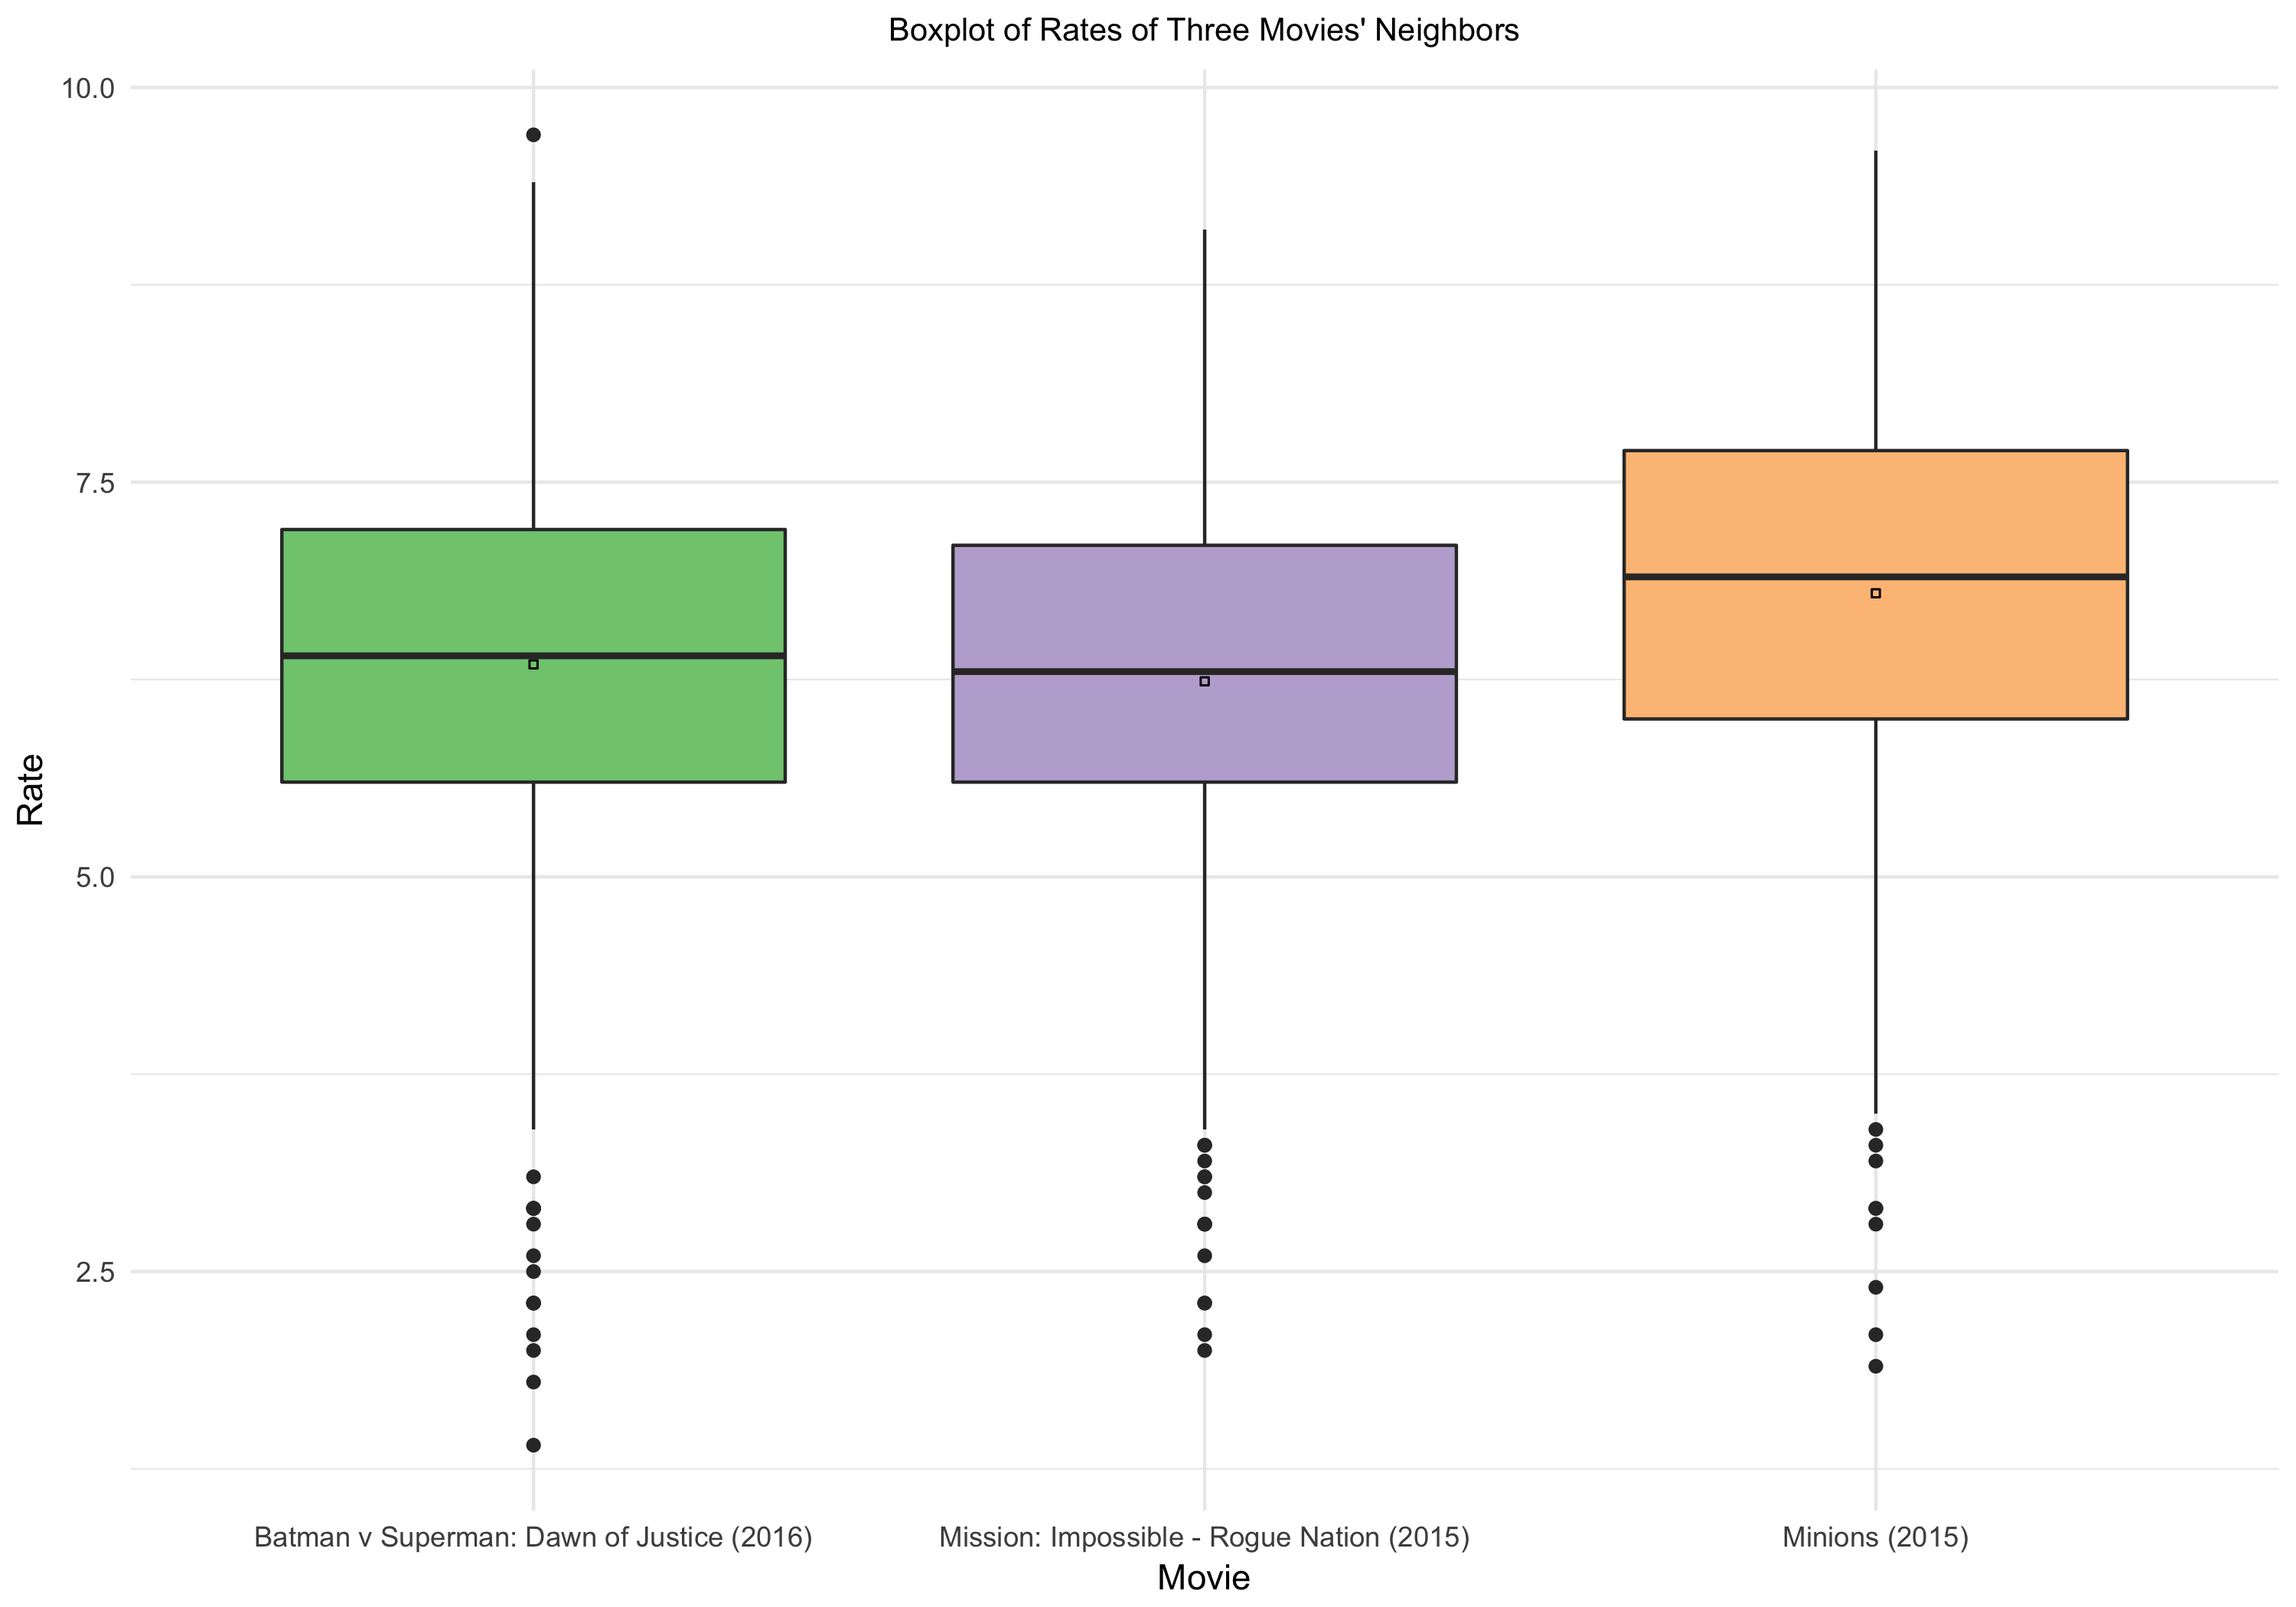 Boxplot of Rates of Three Movies' Neighbors
10.0
7.5
5.0
2.5
Rate
Batman v Superman: Dawn of Justice (2016)
Mission: Impossible - Rogue Nation (2015)
Minions (2015)
Movie